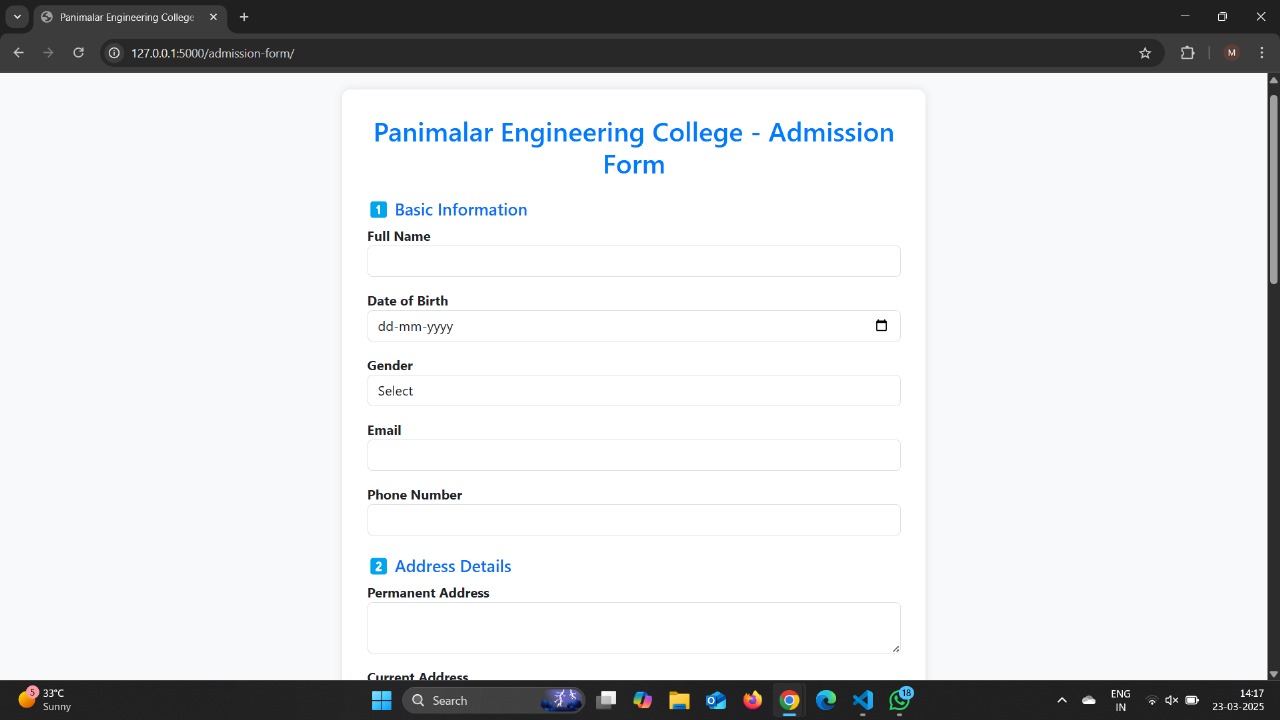 Panimalar Engineering College
127.0.0.1:5000/admission-form/
M
Panimalar Engineering College - Admission
Form
1 Basic Information
Full Name
Date of Birth
dd-mm-yyyy
Gender
Select
Email
Phone Number
2 Address Details
Permanent Address
Current Address
5
33°C
Sunny
Search
18
ENG
IN
14:17
23-03-2025